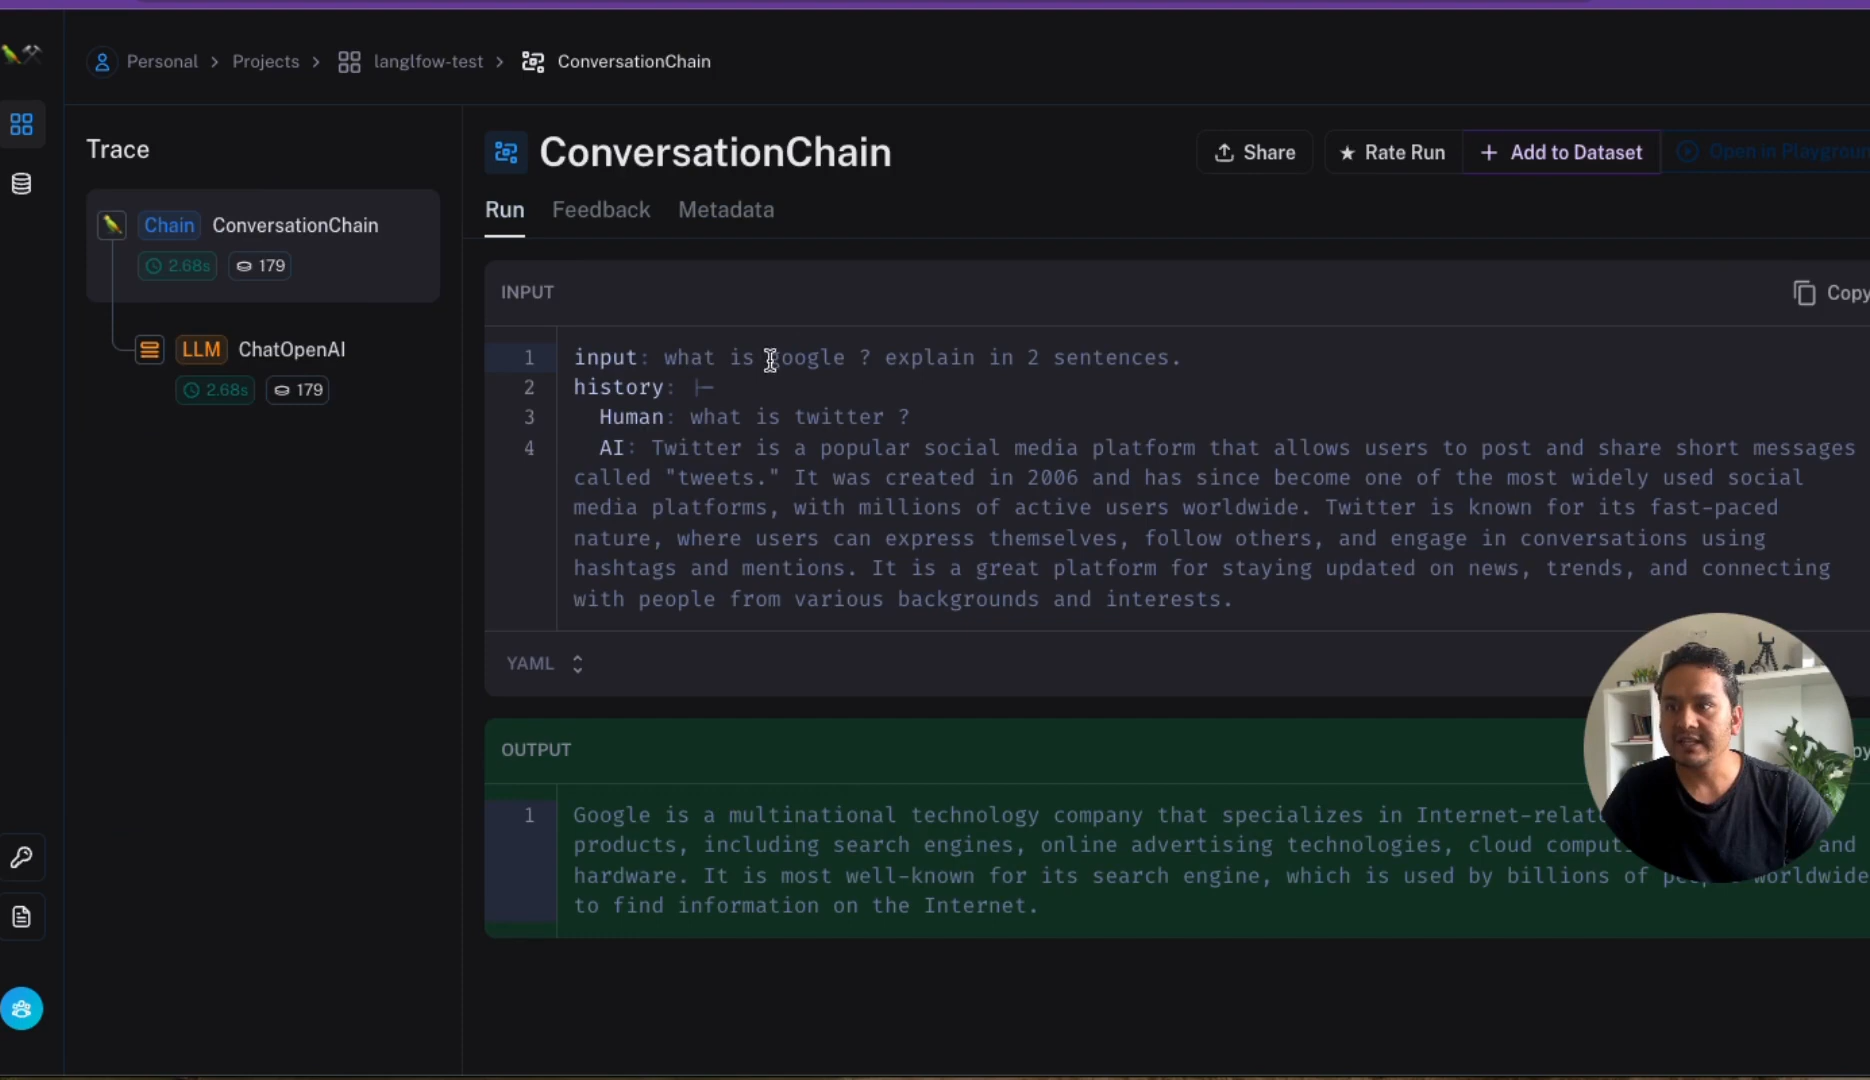 Personal > Projects > langlfow-test > ConversationChain
Trace
Chain ConversationChain
2.68s 179
LLM ChatOpenAI
2.68s 179
ConversationChain
Share
Rate Run
+ Add to Dataset
Open in
Run Feedback Metadata
INPUT
Copy
1 input: what is google ? explain in 2 sentences.
2 history: |-
3 Human: what is twitter ?
4 AI: Twitter is a popular social media platform that allows users to post and share short messages
called "tweets." It was created in 2006 and has since become one of the most widely used social
media platforms, with millions of active users worldwide. Twitter is known for its fast-paced
nature, where users can express themselves, follow others, and engage in conversations using
hashtags and mentions. It is a great platform for staying updated on news, trends, and connecting
with people from various backgrounds and interests.
YAML
OUTPUT
1 Google is a multinational technology company that specializes in
products, including search engines, online advertising technologies, cloud and
hardware. It is most well-known for its search engine, which is used by billions of worldwide
to find information on the Internet.